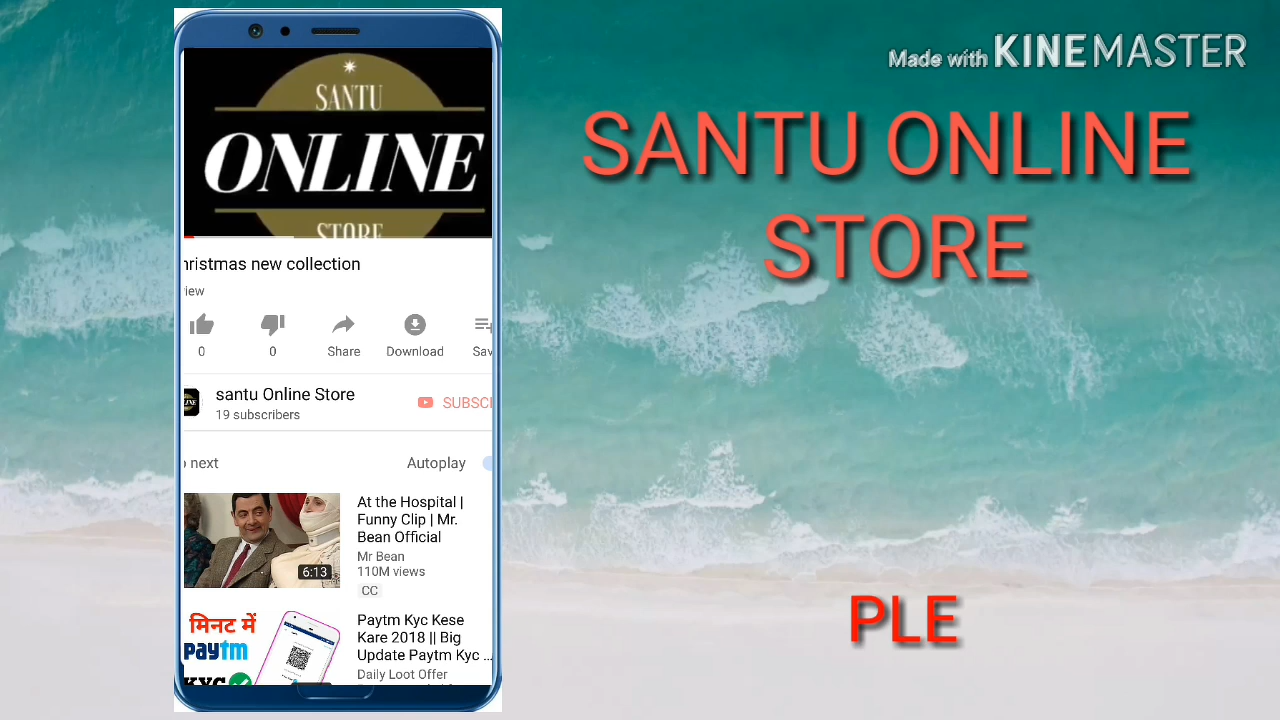 Made with KINEMASTER
SANTU ONLINE
STORE
PLE
SANTU
ONLINE
STORE
hristmas new collection
iew
0
0
Share
Download
Sav
santu Online Store
19 subscribers
SUBSCI
next
Autoplay
At the Hospital |
Funny Clip | Mr.
Bean Official
Mr Bean
110M views
CC
6:13
मिनट में
paytm
KYC
Paytm Kyc Kese
Kare 2018 || Big
Update Paytm Kyc ...
Daily Loot Offer